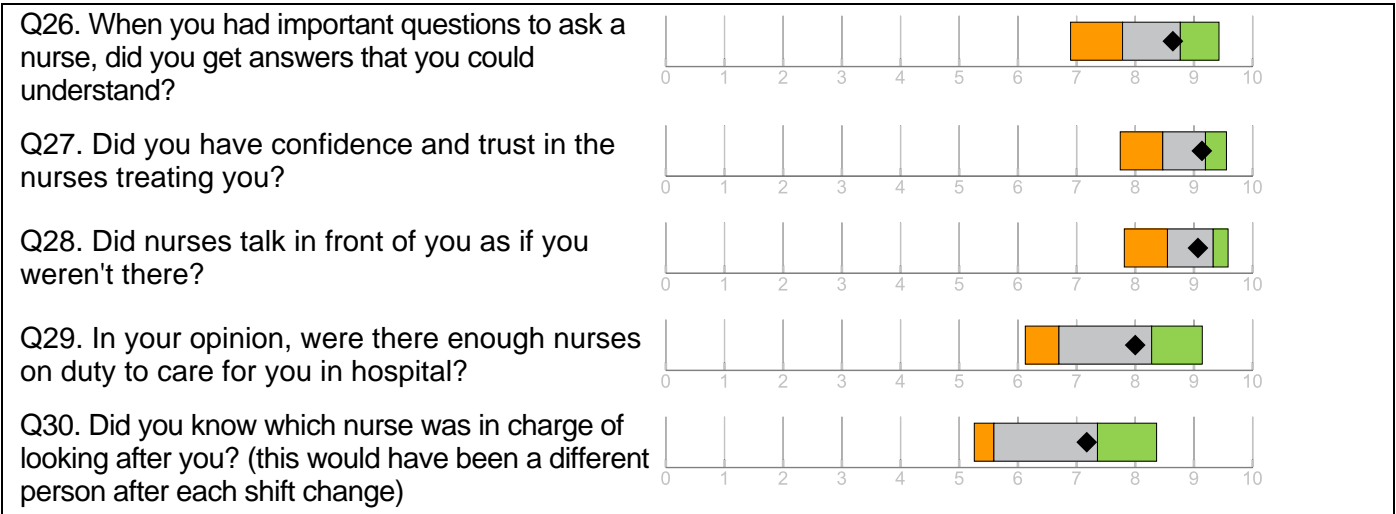 Q26. When you had important questions to ask a
nurse, did you get answers that you could
understand?
0 1 2 3 4 5 6 7 8 9 10
Q27. Did you have confidence and trust in the
nurses treating you?
0 1 2 3 4 5 6 7 8 9 10
Q28. Did nurses talk in front of you as if you
weren't there?
0 1 2 3 4 5 6 7 8 9 10
Q29. In your opinion, were there enough nurses
on duty to care for you in hospital?
0 1 2 3 4 5 6 7 8 9 10
Q30. Did you know which nurse was in charge of
looking after you? (this would have been a different
person after each shift change)
0 1 2 3 4 5 6 7 8 9 10